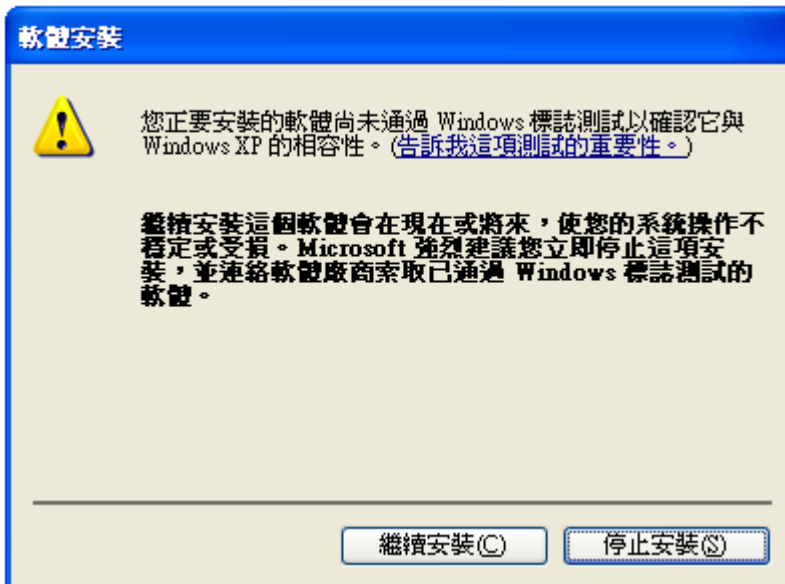 軟體安裝
您正要安裝的軟體尚未通過 Windows 標誌測試以確認它與
Windows XP 的相容性。(告訴我這項測試的重要性。)
繼續安裝這個軟體會在現在或將來，使您的系統操作不
穩定或受損。Microsoft 強烈建議您立即停止這項安
裝，並連絡軟體廠商索取已通過 Windows 標誌測試的
軟體。
繼續安裝(C)
停止安裝(S)